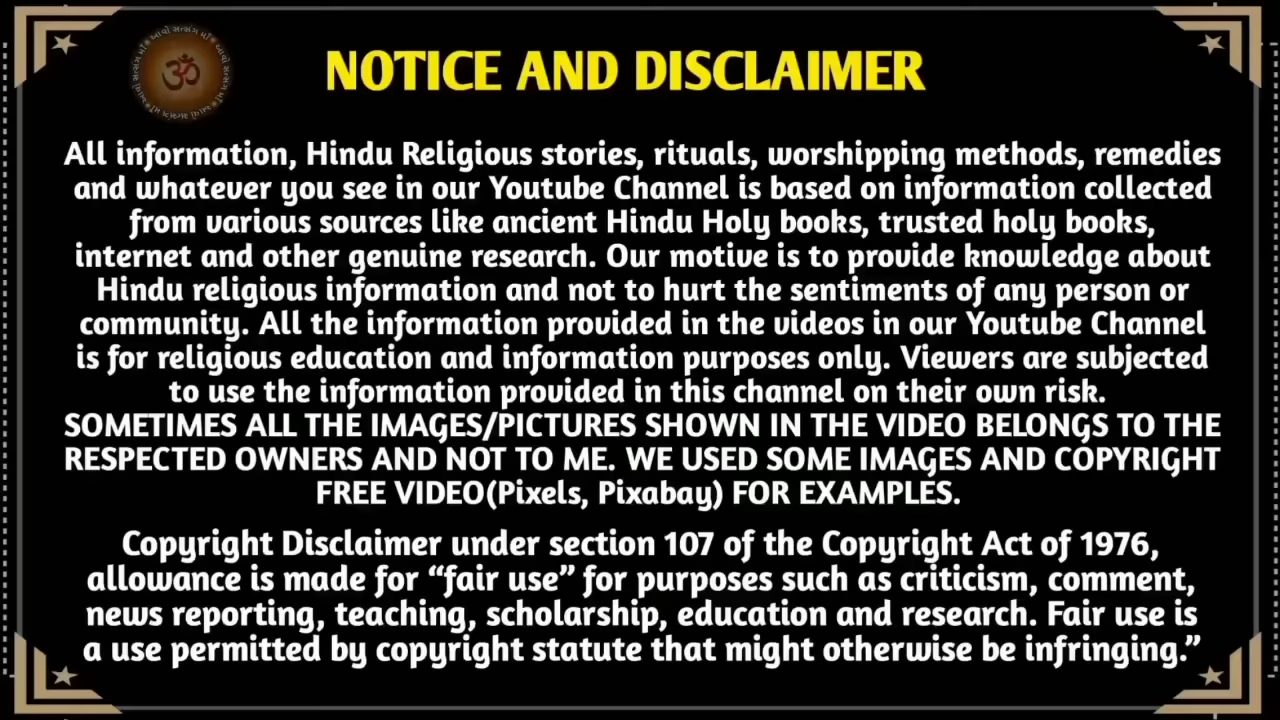 NOTICE AND DISCLAIMER
ॐ
આવો સત્સંગ માઁ
All information, Hindu Religious stories, rituals, worshipping methods, remedies
and whatever you see in our Youtube Channel is based on information collected
from various sources like ancient Hindu Holy books, trusted holy books,
internet and other genuine research. Our motive is to provide knowledge about
Hindu religious information and not to hurt the sentiments of any person or
community. All the information provided in the videos in our Youtube Channel
is for religious education and information purposes only. Viewers are subjected
to use the information provided in this channel on their own risk.
SOMETIMES ALL THE IMAGES/PICTURES SHOWN IN THE VIDEO BELONGS TO THE
RESPECTED OWNERS AND NOT TO ME. WE USED SOME IMAGES AND COPYRIGHT
FREE VIDEO(Pixels, Pixabay) FOR EXAMPLES.
Copyright Disclaimer under section 107 of the Copyright Act of 1976,
allowance is made for “fair use” for purposes such as criticism, comment,
news reporting, teaching, scholarship, education and research. Fair use is
a use permitted by copyright statute that might otherwise be infringing.”